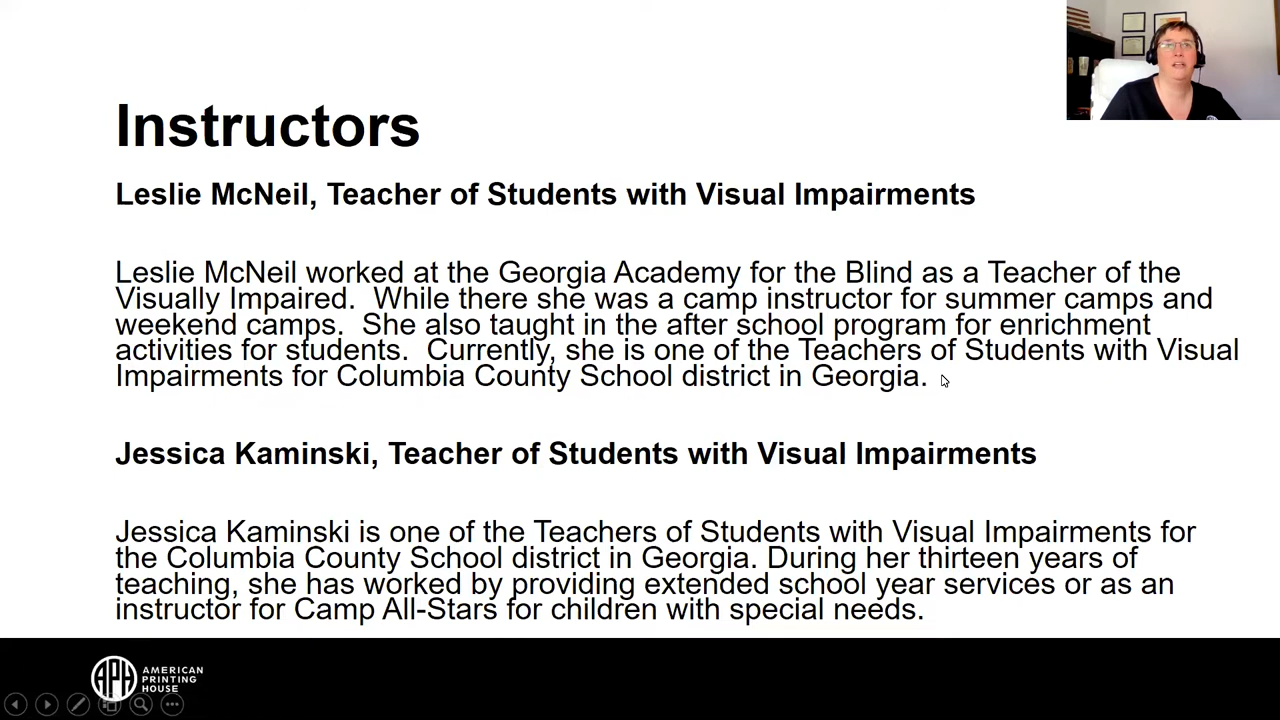 Instructors
Leslie McNeil, Teacher of Students with Visual Impairments
Leslie McNeil worked at the Georgia Academy for the Blind as a Teacher of the
Visually Impaired.  While there she was a camp instructor for summer camps and
weekend camps.  She also taught in the after school program for enrichment
activities for students.  Currently, she is one of the Teachers of Students with Visual
Impairments for Columbia County School district in Georgia.
Jessica Kaminski, Teacher of Students with Visual Impairments
Jessica Kaminski is one of the Teachers of Students with Visual Impairments for
the Columbia County School district in Georgia. During her thirteen years of
teaching, she has worked by providing extended school year services or as an
instructor for Camp All-Stars for children with special needs.
APH
AMERICAN
PRINTING
HOUSE